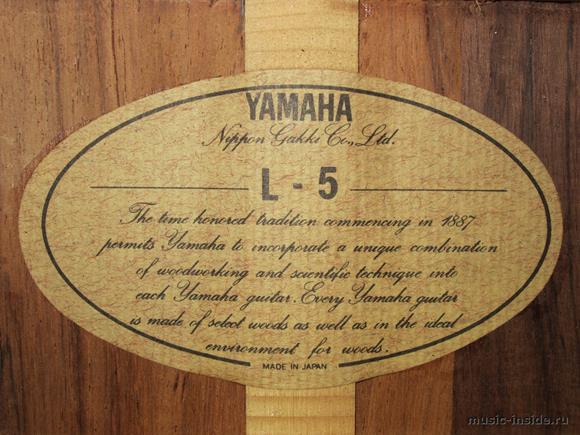 YAMAHA
Nippon Gakki Co., Ltd.
L - 5
The time honored tradition commencing in 1887
permits Yamaha to incorporate a unique combination
of woodworking and scientific technique into
each Yamaha guitar. Every Yamaha guitar
is made of select woods as well as in the ideal
environment for woods.
MADE IN JAPAN
music-inside.ru